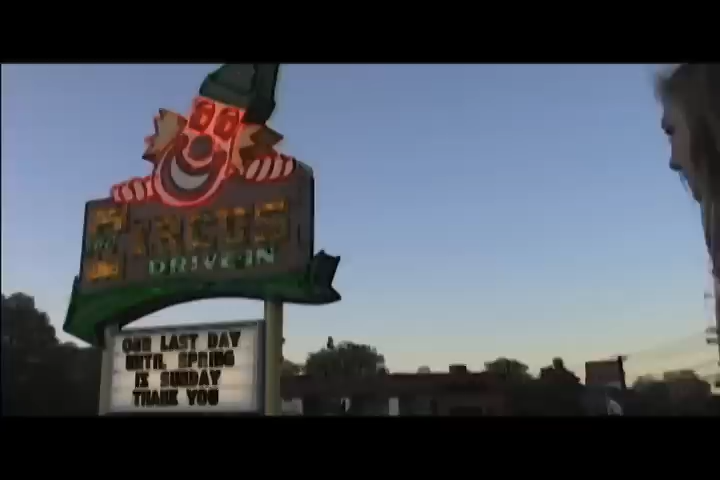 CIRCUS
DRIVE IN
OUR LAST DAY
UNTIL SPRING
IS SUNDAY
THANK YOU